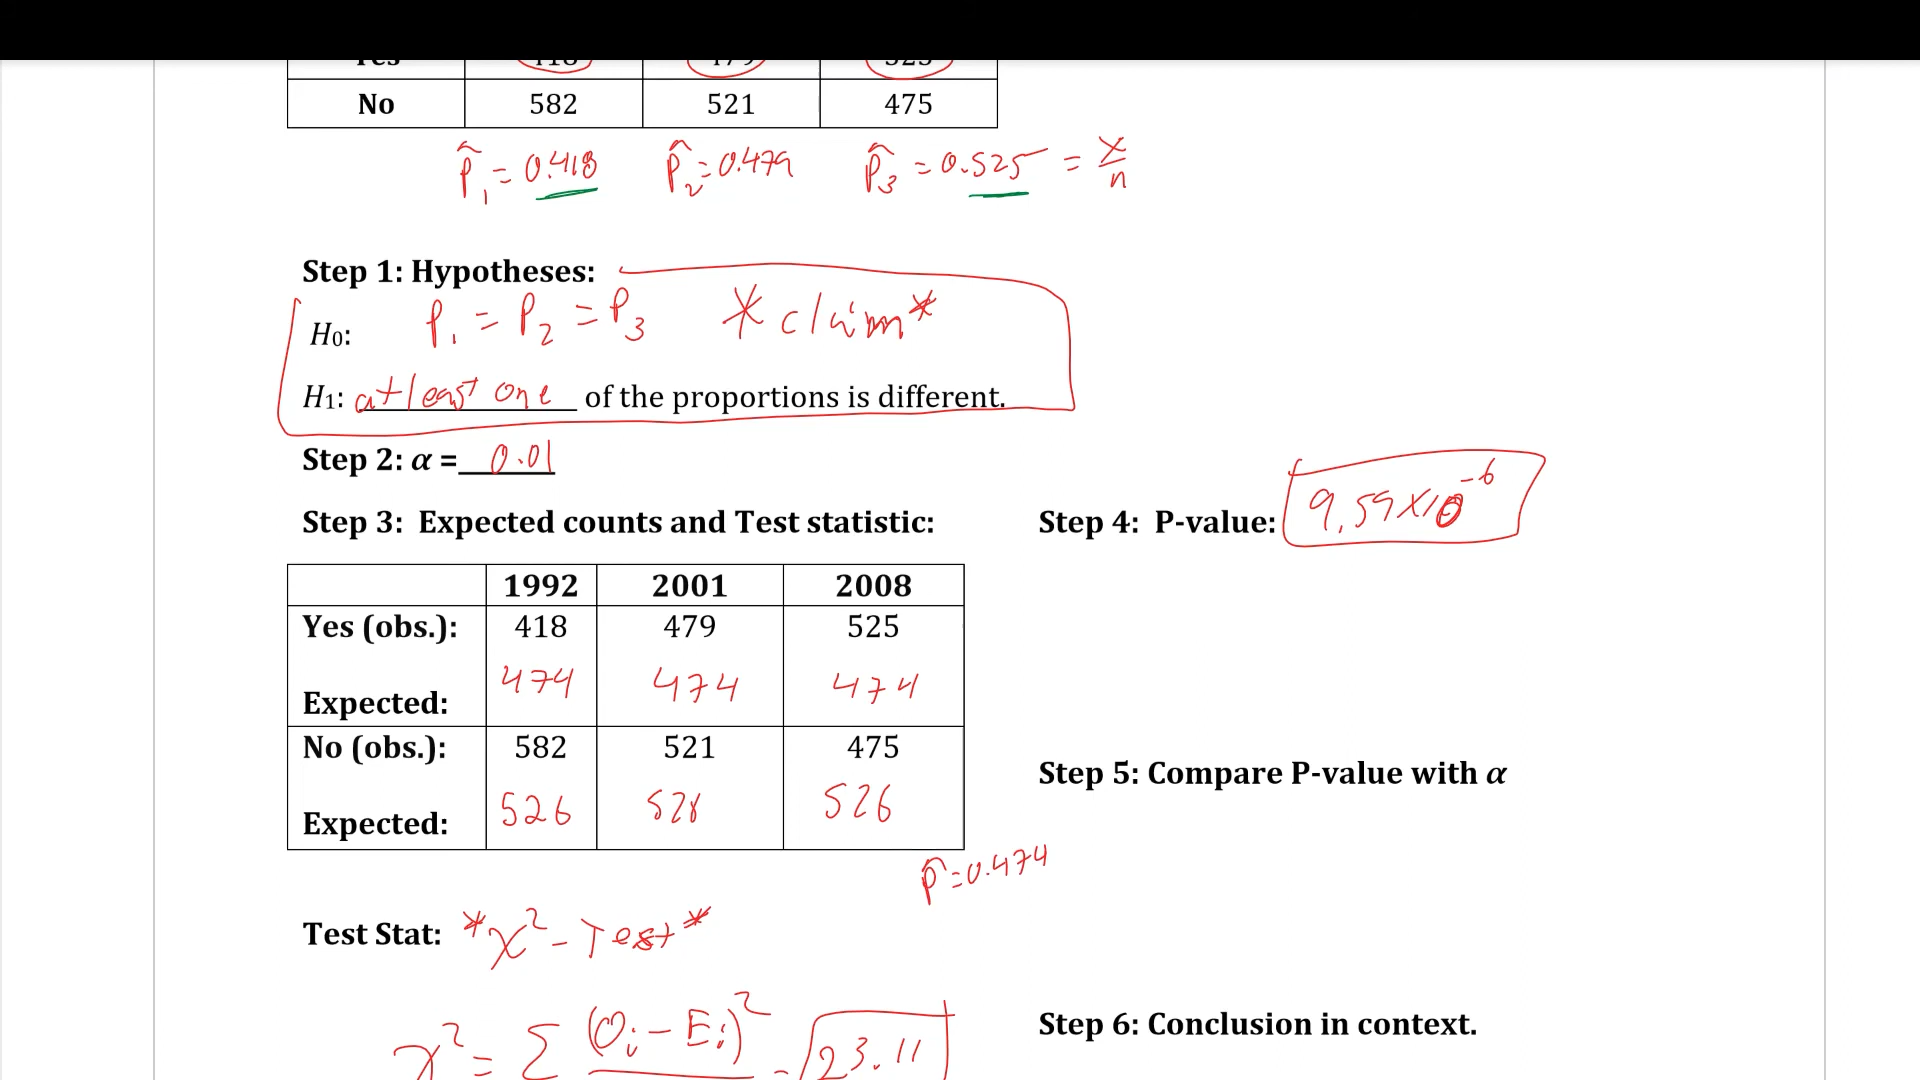 Yes 418 479 525
No 582 521 475
p̂₁ = 0.418 p̂₂ = 0.479 p̂₃ = 0.525 = x/n
Step 1: Hypotheses:
H0: P₁ = P₂ = P₃ *claim*
H1: at least one of the proportions is different.
Step 2: α = 0.01
Step 3: Expected counts and Test statistic:
Step 4: P-value: 9.59×10⁻⁶
1992 2001 2008
Yes (obs.): 418 479 525
Expected: 474 474 474
No (obs.): 582 521 475
Expected: 526 526 526
Step 5: Compare P-value with α
p̂ = 0.474
Test Stat: *χ² - Test*
Step 6: Conclusion in context.
χ² = Σ (Oᵢ - Eᵢ)² = 23.11